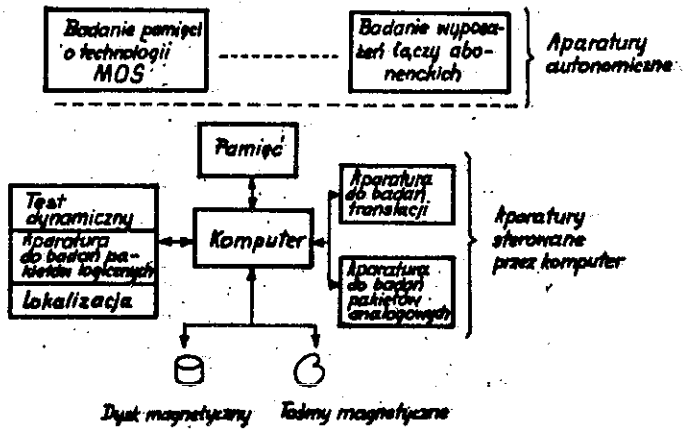 Badanie pamięci
o technologii
MOS
Badanie wyposa-
żeń łączy abo-
nenckich
Aparatury
autonomiczne
Pamięć
Test
dynamiczny
Aparatura
do badań pa-
kietów logicznych
Lokalizacja
Komputer
Aparatura
do badań
translacji
Aparatura
do badań
pakietów
analogowych
Aparatury
sterowane
przez komputer
Dysk magnetyczny
Taśmy magnetyczne